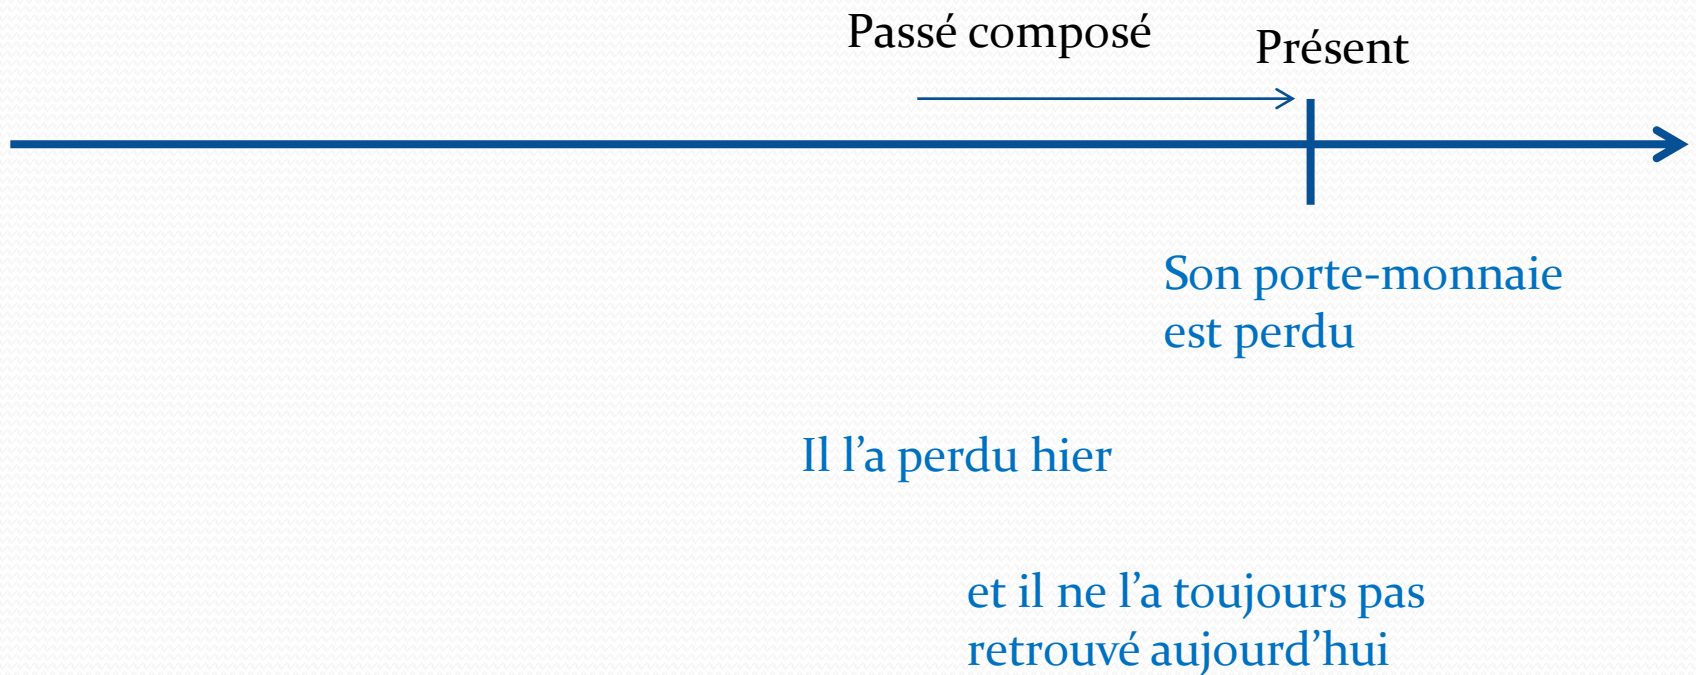 Passé composé
Présent
Son porte-monnaie
est perdu
Il l’a perdu hier
et il ne l’a toujours pas
retrouvé aujourd’hui